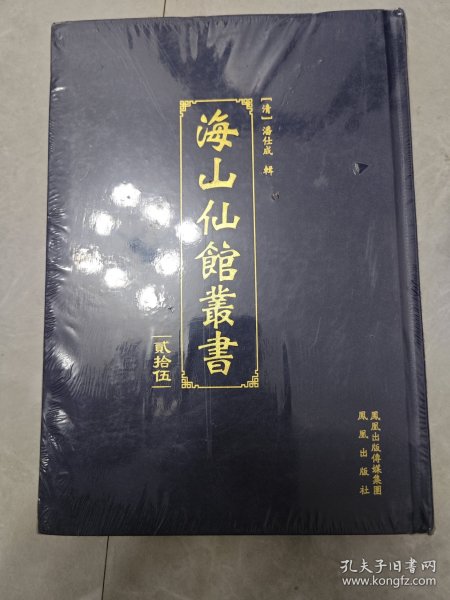 [清]潘仕成 輯
海山仙館叢書
貳拾伍
鳳凰出版傳媒集團
鳳凰出版社
孔夫子旧书网
www.kongfz.com